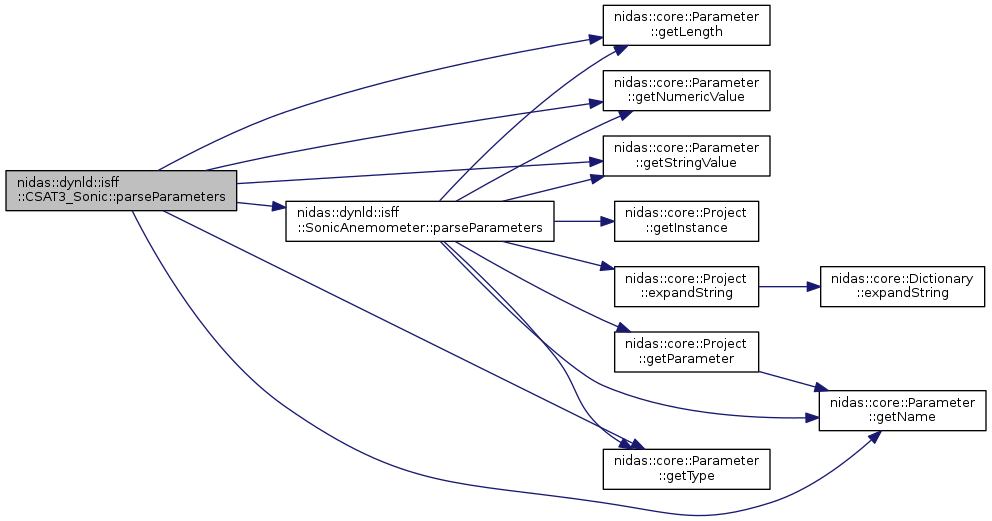 nidas::core::Parameter
::getLength
nidas::core::Parameter
::getNumericValue
nidas::core::Parameter
::getStringValue
nidas::dynld::isff
::CSAT3_Sonic::parseParameters
nidas::dynld::isff
::SonicAnemometer::parseParameters
nidas::core::Project
::getInstance
nidas::core::Project
::expandString
nidas::core::Dictionary
::expandString
nidas::core::Project
::getParameter
nidas::core::Parameter
::getName
nidas::core::Parameter
::getType